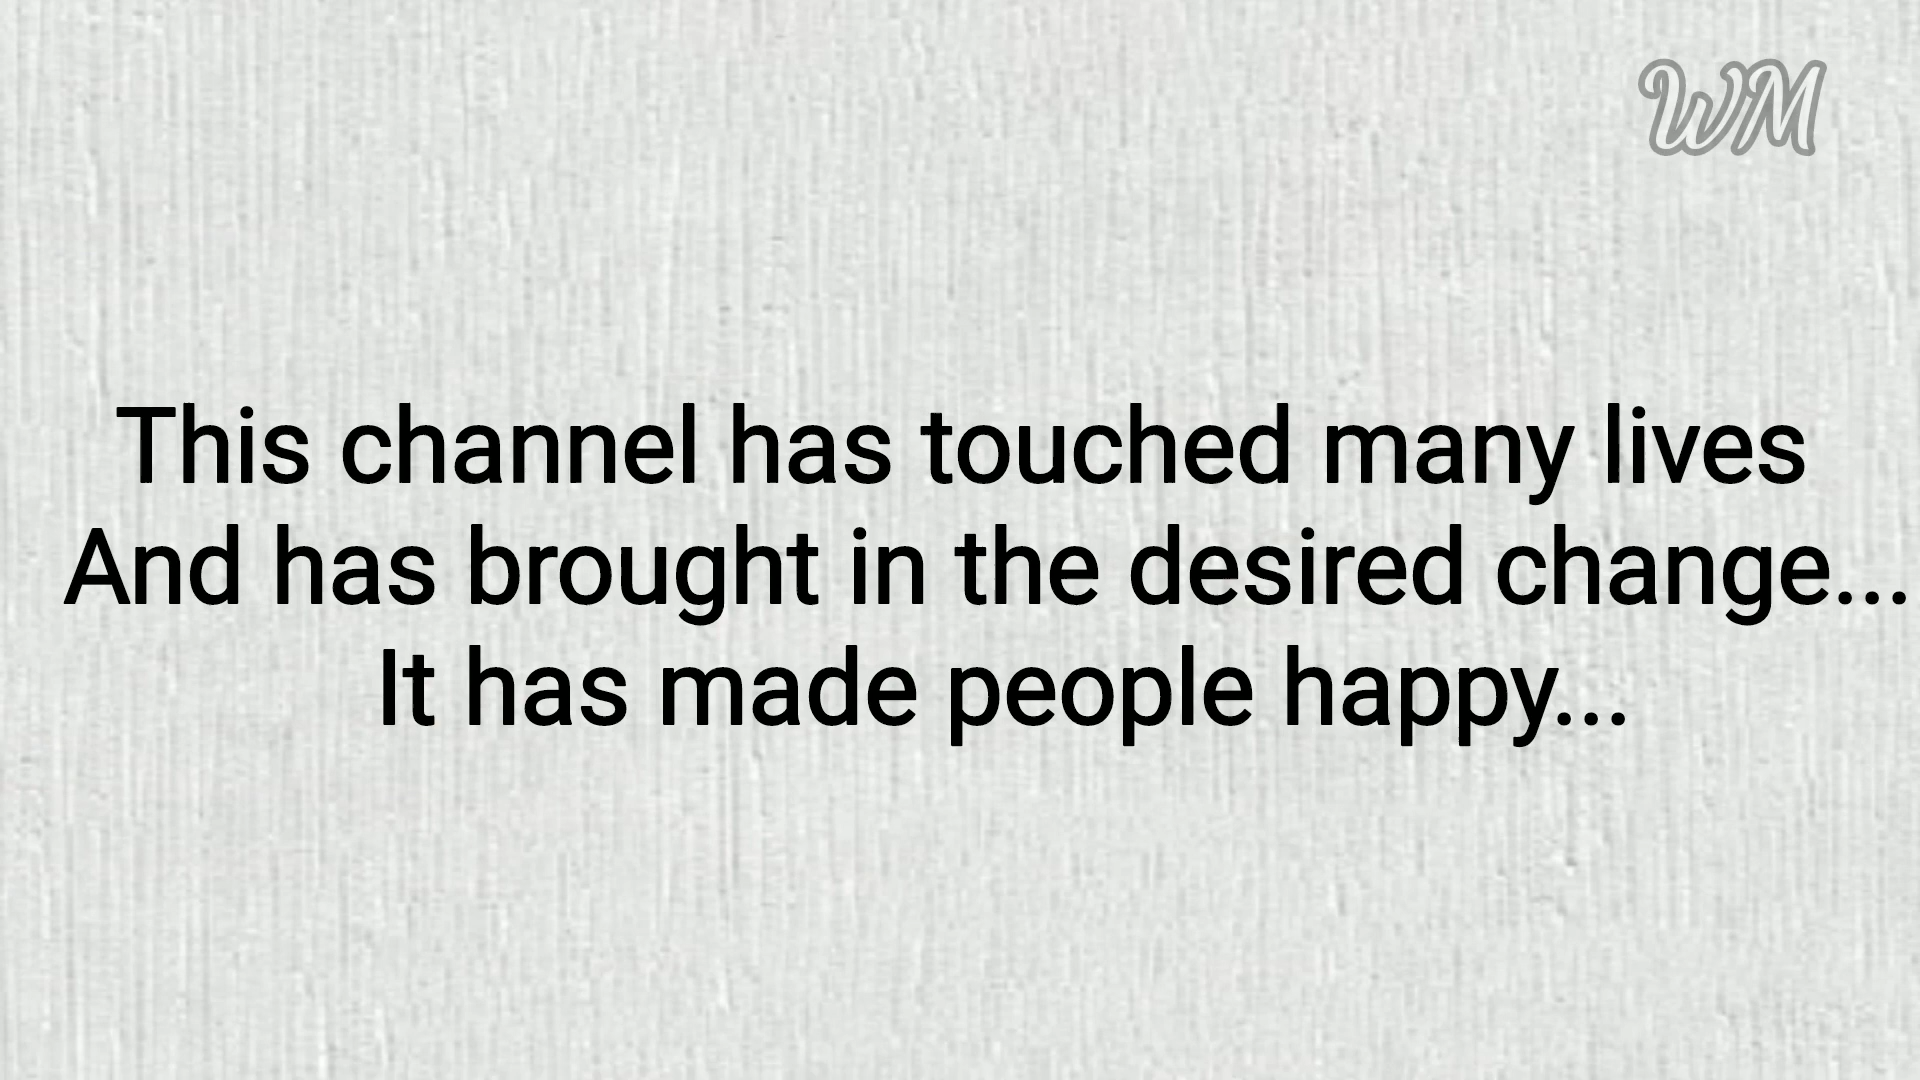 WM
This channel has touched many lives
And has brought in the desired change...
It has made people happy...